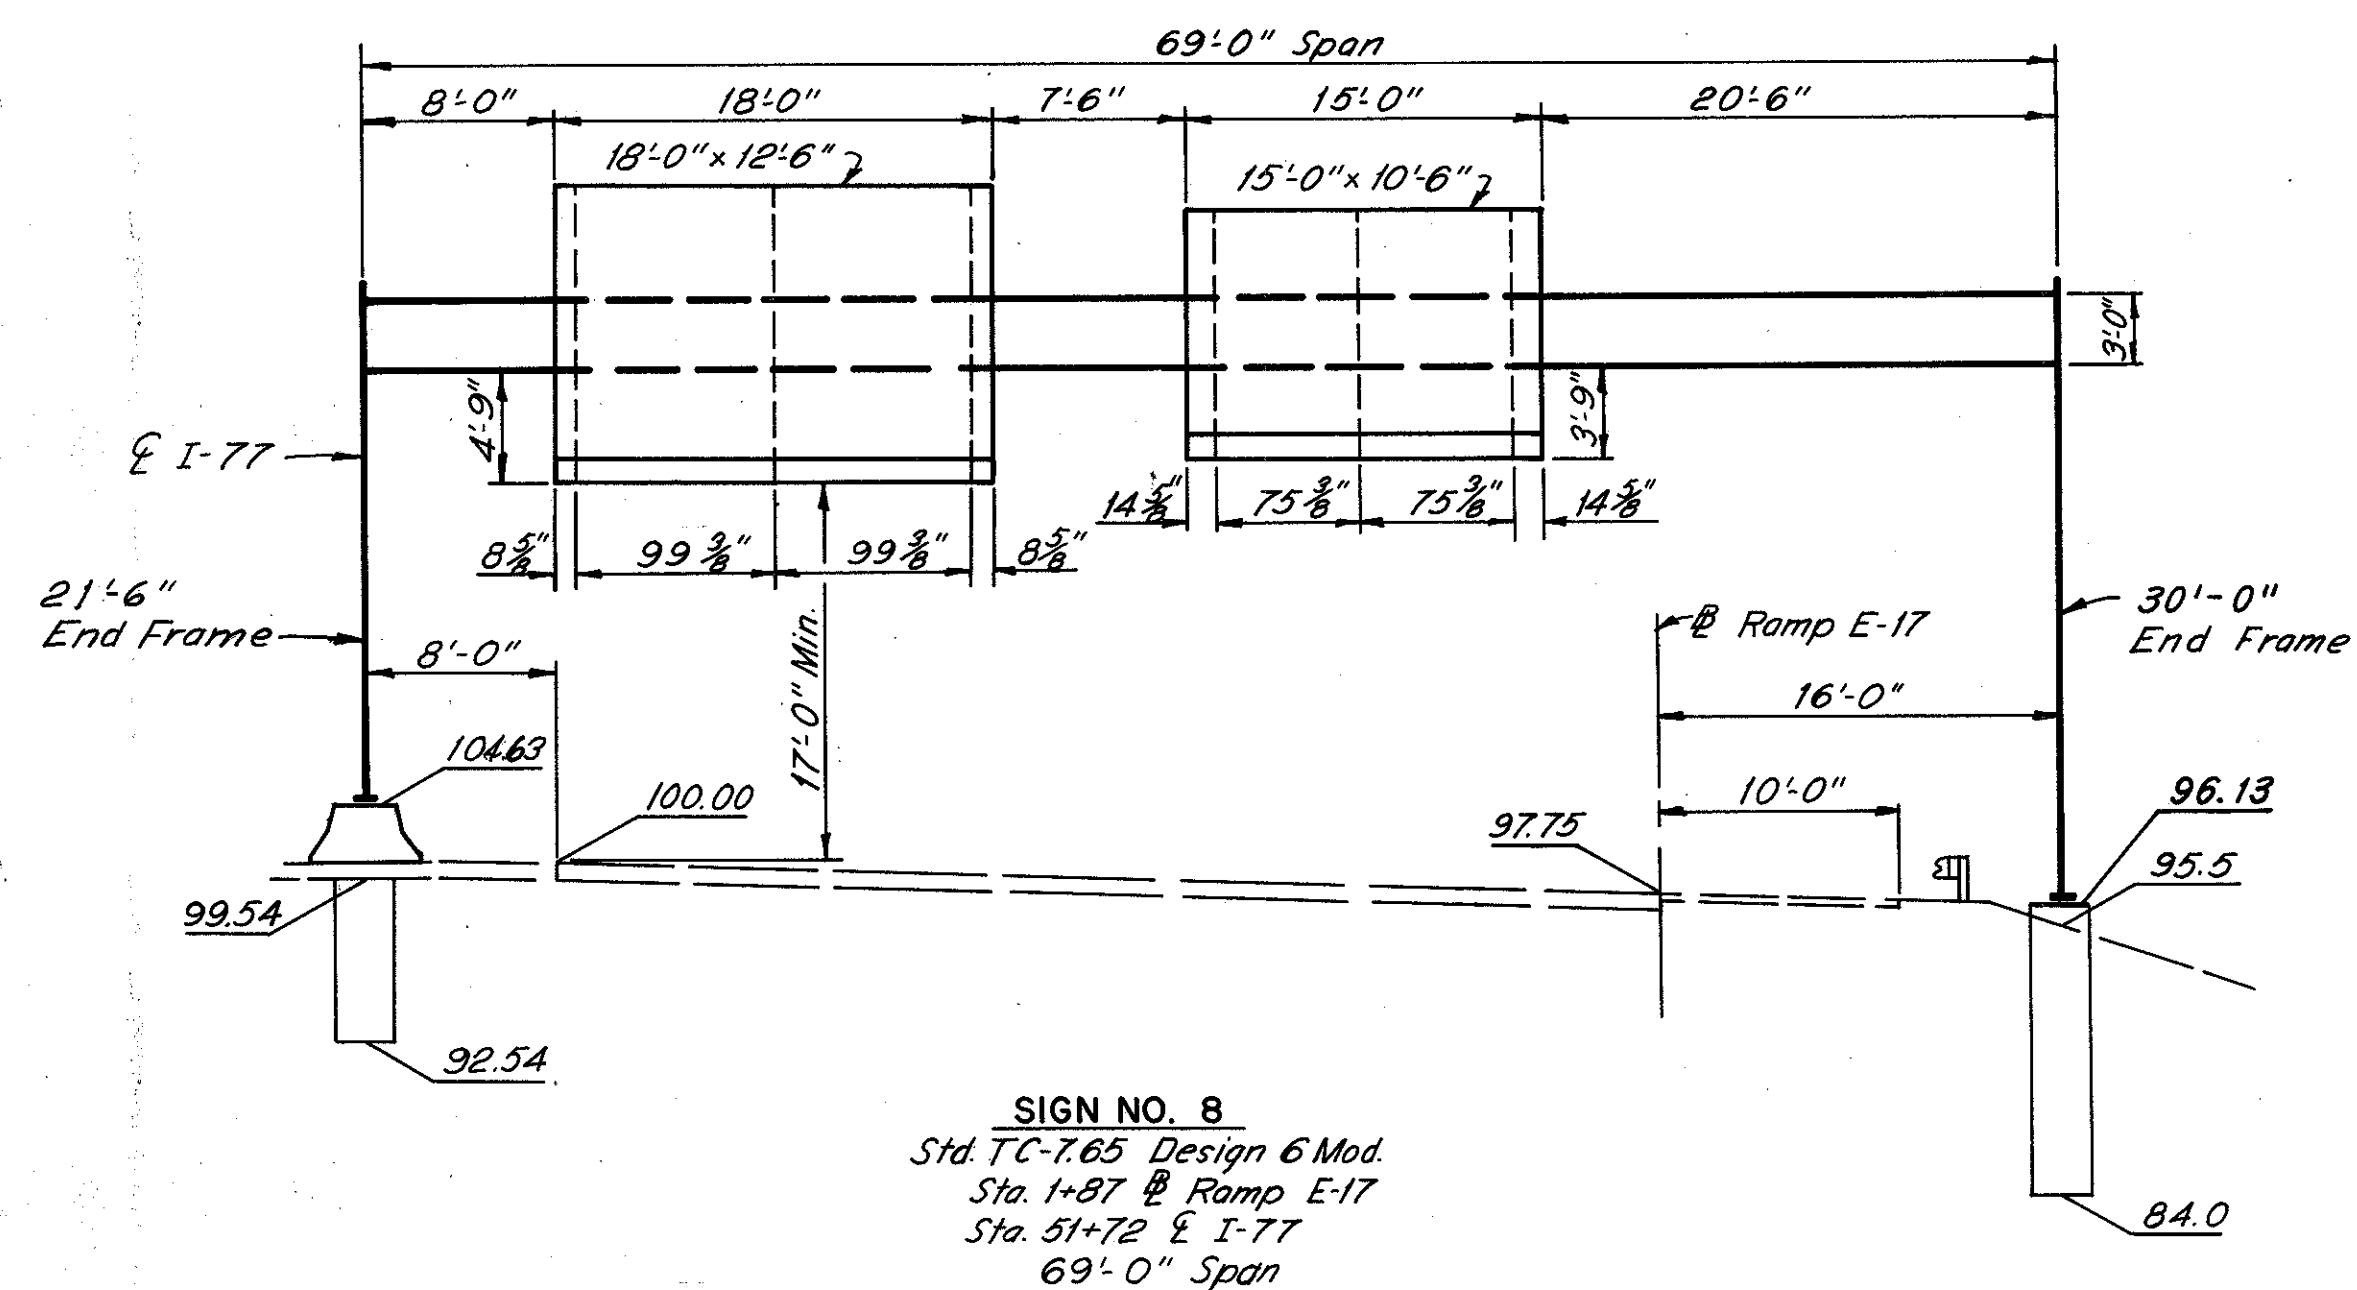 69'-0" Span
8'-0" 18'-0" 7'-6" 15'-0" 20'-6"
18'-0" x 12'-6"
15'-0" x 10'-6"
3'-0"
4'-9"
3'-9"
℄ I-77
14 5/8" 75 3/8" 75 3/8" 14 5/8"
8 5/8" 99 3/8" 99 3/8" 8 5/8"
21'-6"
End Frame
8'-0"
17'-0" Min.
℄ Ramp E-17
30'-0"
End Frame
16'-0"
104.63
100.00
97.75
10'-0"
96.13
95.5
99.54
92.54
84.0
SIGN NO. 8
Std. TC-7.65 Design 6 Mod.
Sta. 1+87 ℄ Ramp E-17
Sta. 51+72 ℄ I-77
69'-0" Span